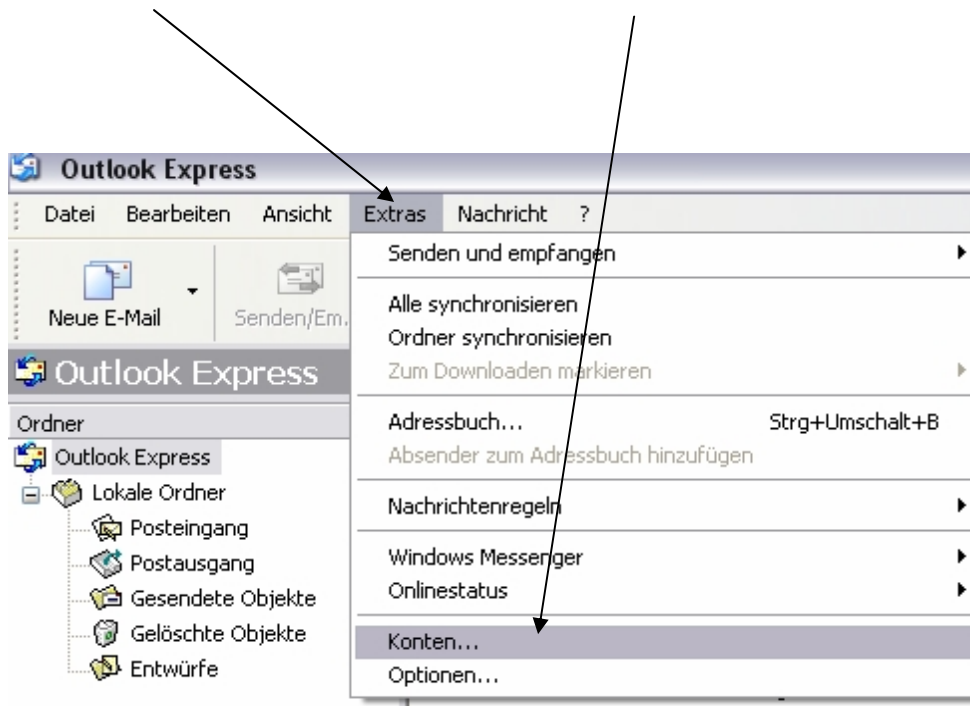 Outlook Express
Datei Bearbeiten Ansicht Extras Nachricht ?
Neue E-Mail Senden/Em.
Outlook Express
Ordner
Outlook Express
Lokale Ordner
Posteingang
Postausgang
Gesendete Objekte
Gelöschte Objekte
Entwürfe
Senden und empfangen
Alle synchronisieren
Ordner synchronisieren
Zum Downloaden markieren
Adressbuch... Strg+Umschalt+B
Absender zum Adressbuch hinzufügen
Nachrichtenregeln
Windows Messenger
Onlinestatus
Konten...
Optionen...